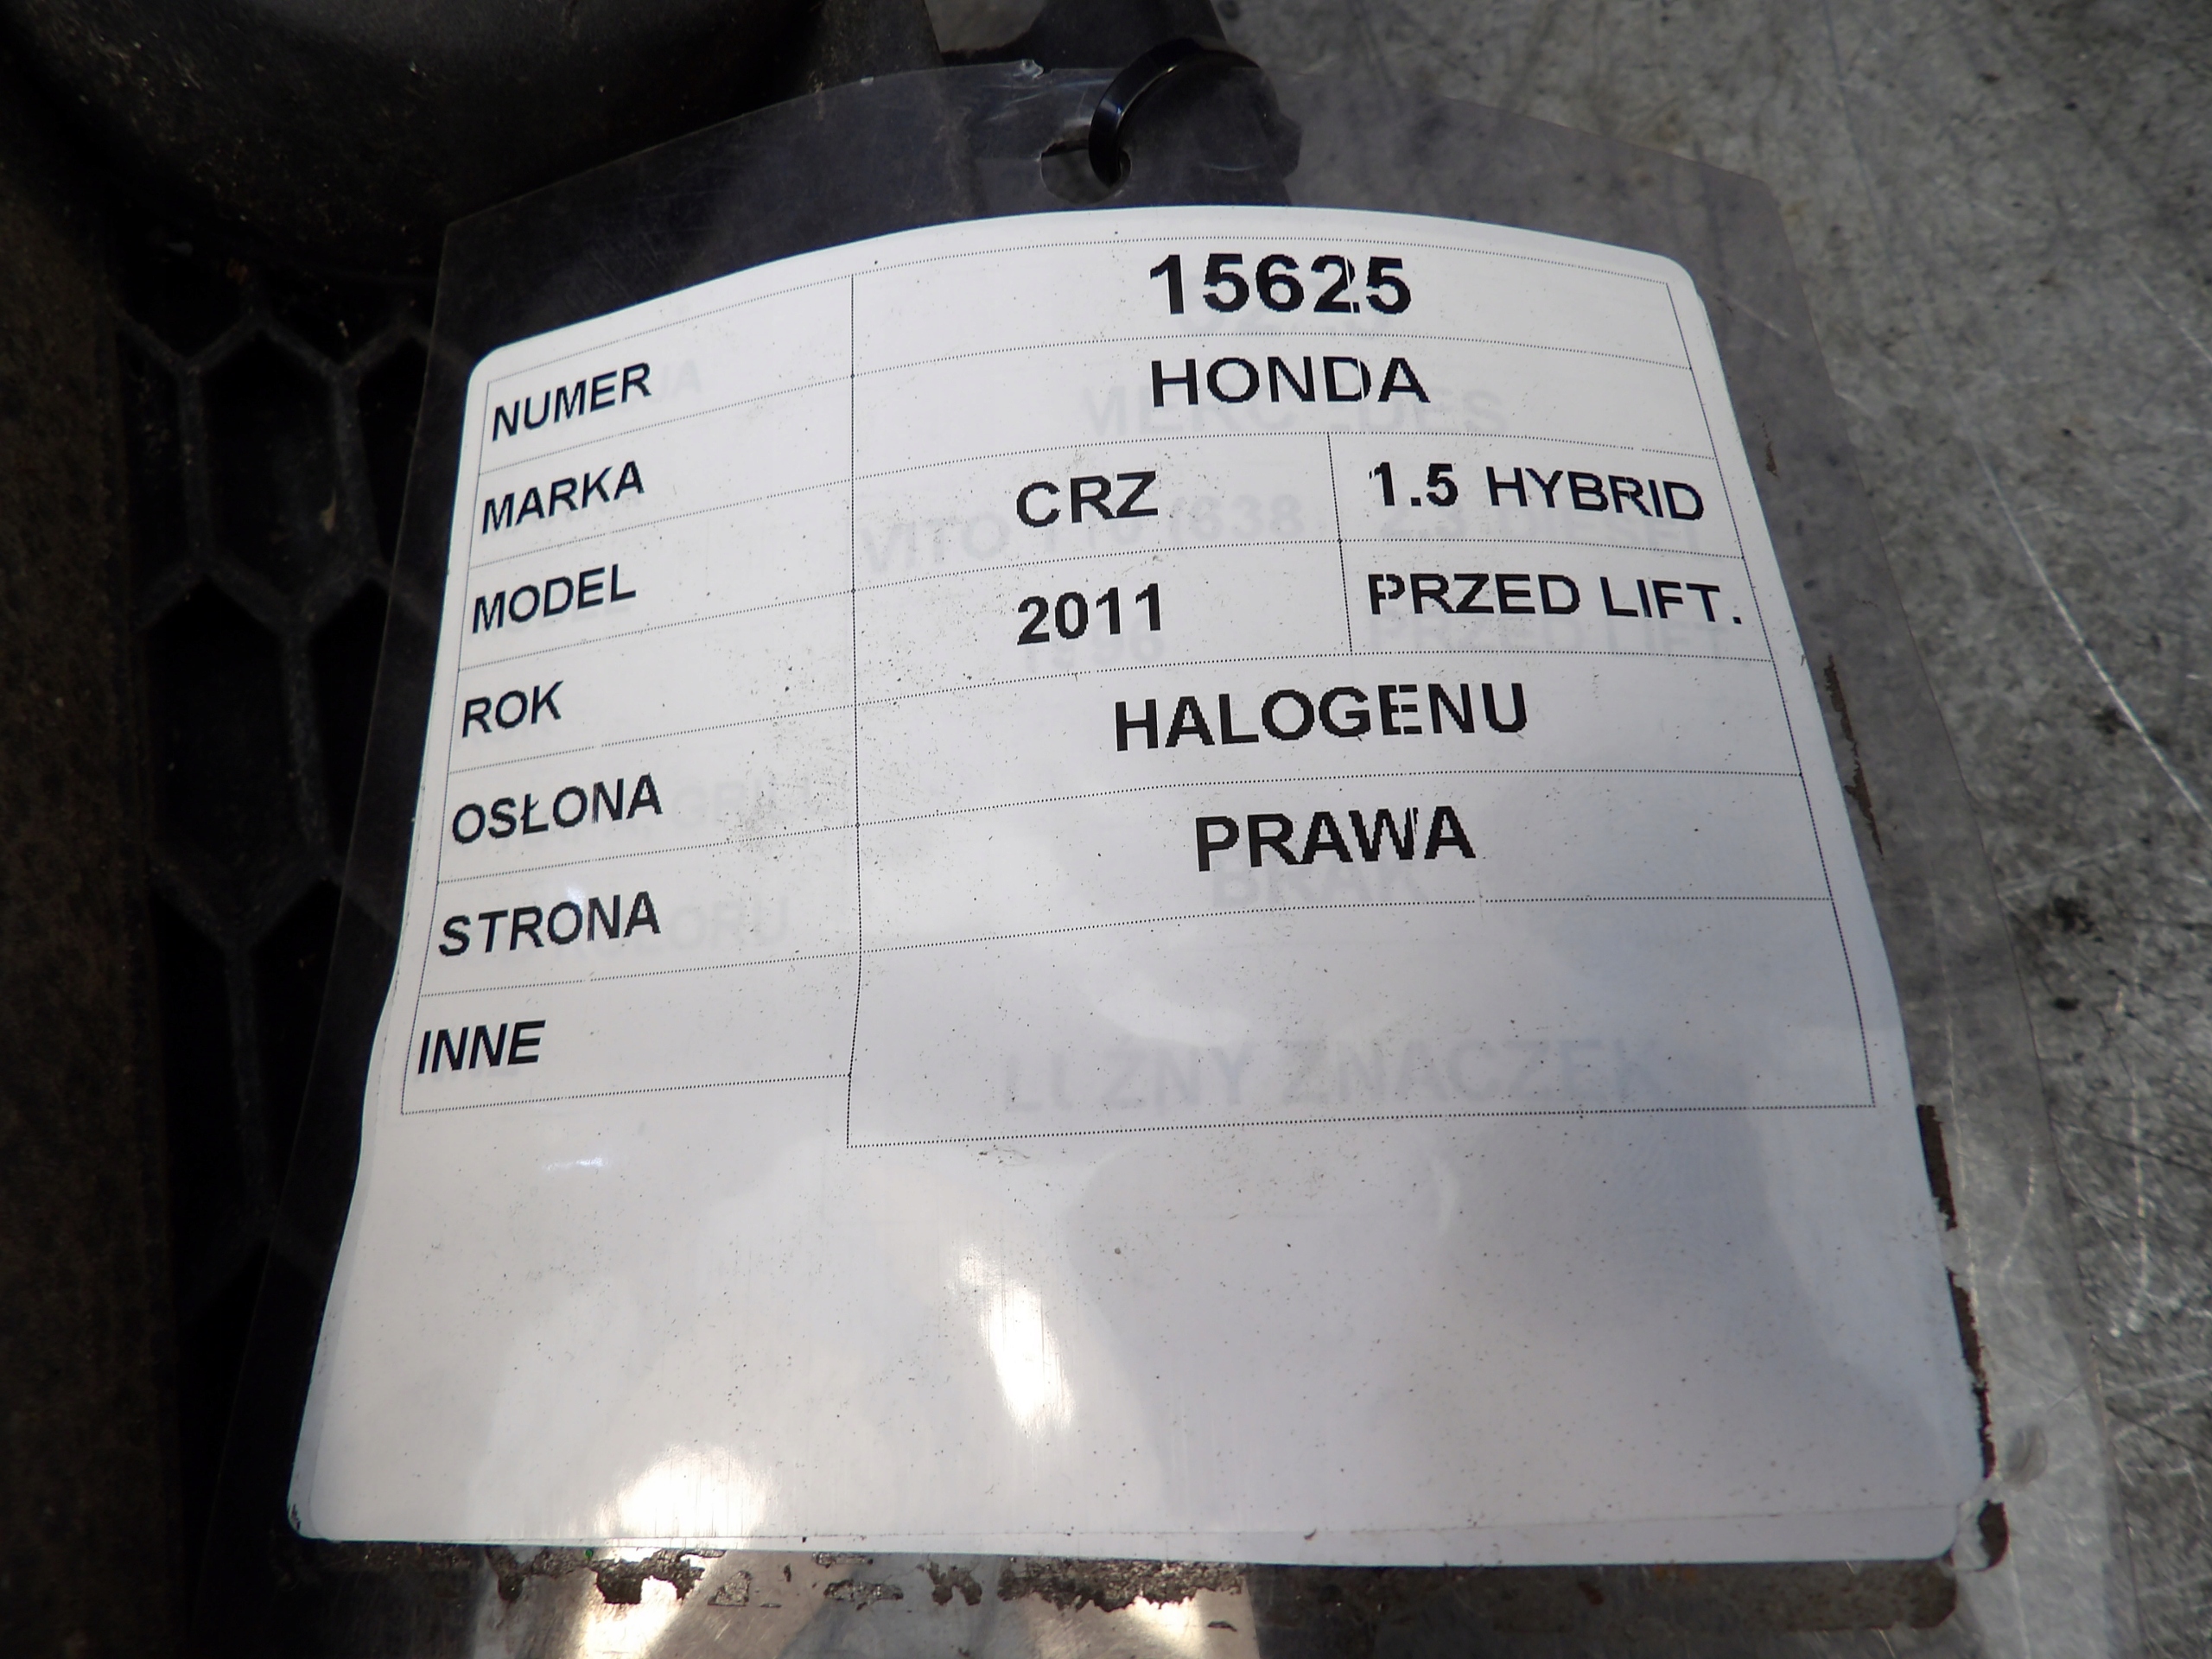 NUMER 15625
MARKA HONDA
MODEL CRZ 1.5 HYBRID
ROK 2011 PRZED LIFT.
OSŁONA HALOGENU
STRONA PRAWA
INNE